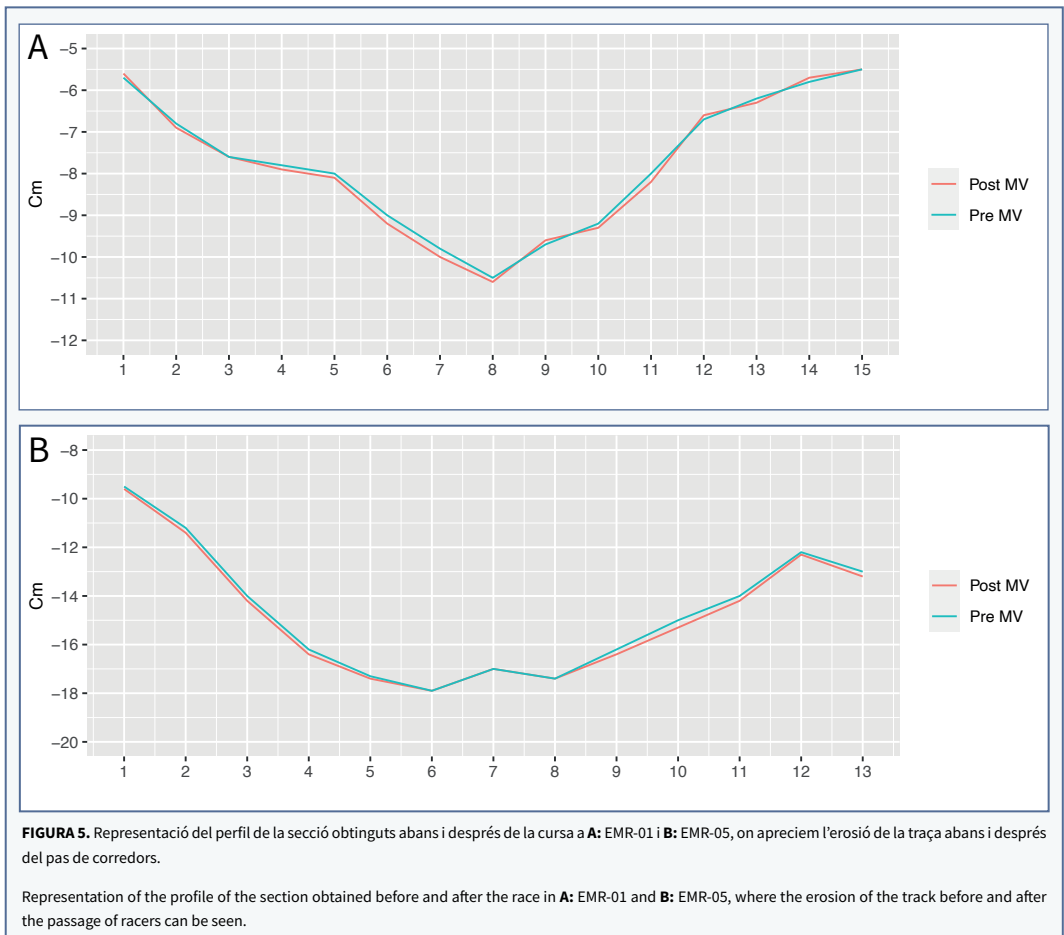 A
Cm
−5
−6
−7
−8
−9
−10
−11
−12
1 2 3 4 5 6 7 8 9 10 11 12 13 14 15
Post MV
Pre MV
B
Cm
−8
−10
−12
−14
−16
−18
−20
1 2 3 4 5 6 7 8 9 10 11 12 13
Post MV
Pre MV
FIGURA 5. Representació del perfil de la secció obtinguts abans i després de la cursa a A: EMR-01 i B: EMR-05, on apreciem l’erosió de la traça abans i després
del pas de corredors.
Representation of the profile of the section obtained before and after the race in A: EMR-01 and B: EMR-05, where the erosion of the track before and after
the passage of racers can be seen.